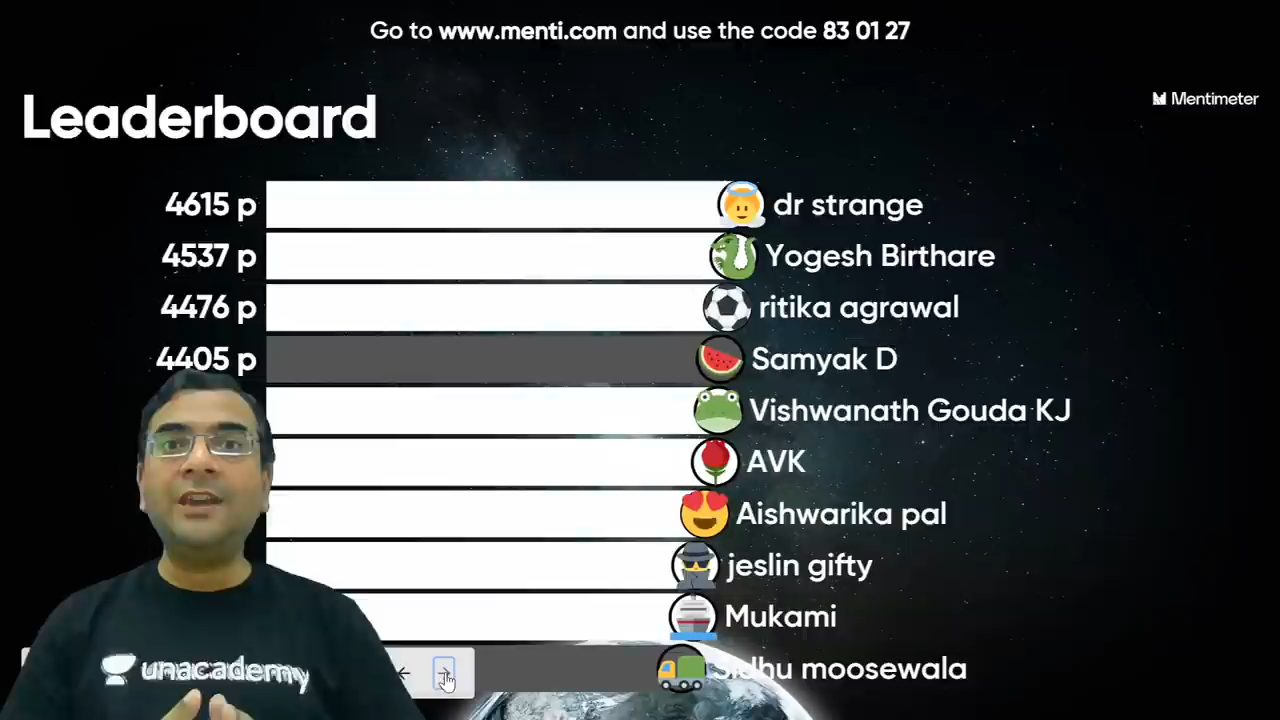 Go to www.menti.com and use the code 83 01 27
Mentimeter
Leaderboard
4615 p dr strange
4537 p Yogesh Birthare
4476 p ritika agrawal
4405 p Samyak D
Vishwanath Gouda KJ
AVK
Aishwarika pal
jeslin gifty
Mukami
Sidhu moosewala
unacademy